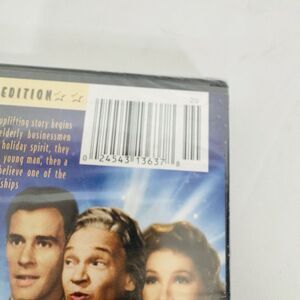 EDITION ☆ ☆
20
uplifting story begins
elderly businessmen
holiday spirit, they
young man, then a
believe one of the
ships
0 24543 13637 8